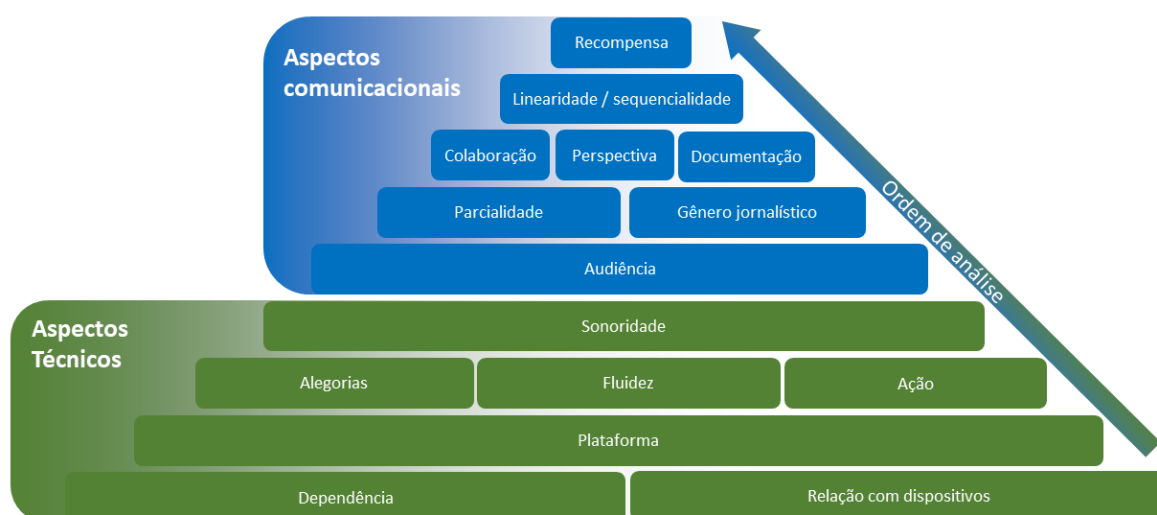 Aspectos
comunicacionais
Recompensa
Linearidade / sequencialidade
Colaboração
Perspectiva
Documentação
Parcialidade
Gênero jornalístico
Audiência
Ordem de análise
Aspectos
Técnicos
Sonoridade
Alegorias
Fluidez
Ação
Plataforma
Dependência
Relação com dispositivos